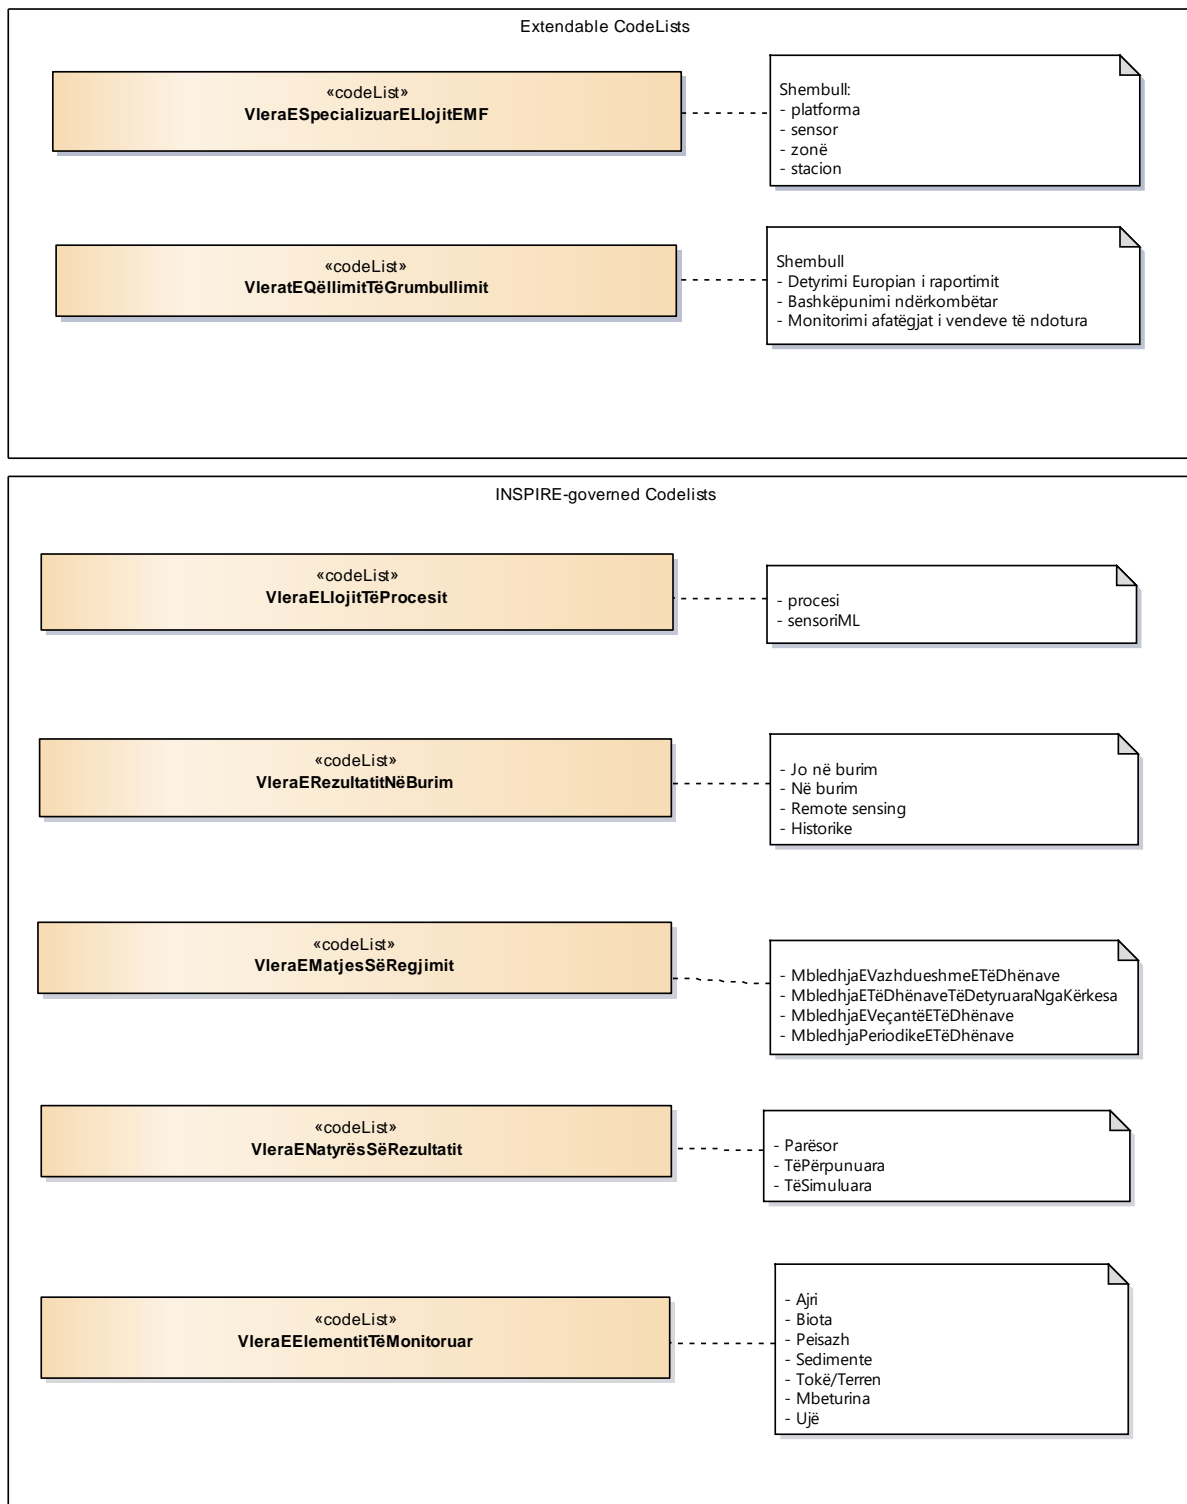 Extendable CodeLists
«codeList»
VleraESpecializuarELlojitEMF
Shembull:
- platforma
- sensor
- zonë
- stacion
«codeList»
VleratEQëllimitTëGrumbullimit
Shembull
- Detyrimi Europian i raportimit
- Bashkëpunimi ndërkombëtar
- Monitorimi afatëgjat i vendeve të ndotura
INSPIRE-governed Codelists
«codeList»
VleraELlojitTëProcesit
- procesi
- sensoriML
«codeList»
VleraERezultatitNëBurim
- Jo në burim
- Në burim
- Remote sensing
- Historike
«codeList»
VleraEMatjesSëRegjimit
- MbledhjaEVazhdueshmeETëDhënave
- MbledhjaETëDhënaveTëDetyruaraNgaKërkesa
- MbledhjaEVeçantëETëDhënave
- MbledhjaPeriodikeETëDhënave
«codeList»
VleraENatyrësSëRezultatit
- Parësor
- TëPërpunuara
- TëSimuluara
«codeList»
VleraEElementitTëMonitoruar
- Ajri
- Biota
- Peisazh
- Sedimente
- Tokë/Terren
- Mbeturina
- Ujë